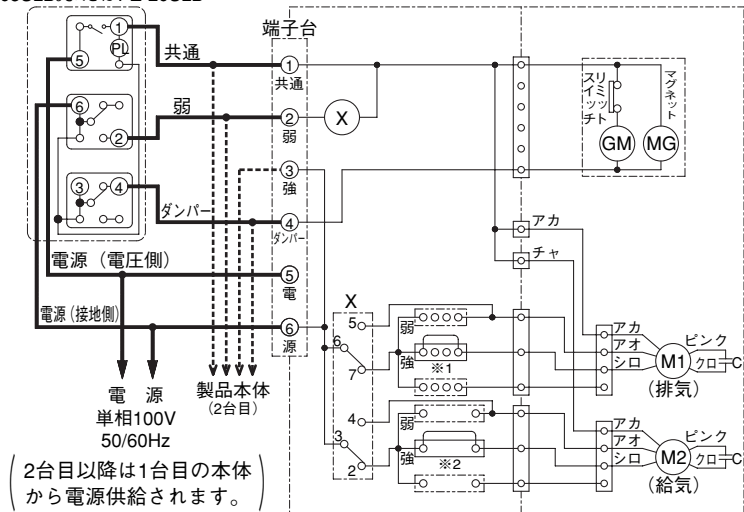 端子台
1
PL
5
共通
6
弱
2
3
4
ダンパー
電源（電圧側）
電源（接地側）
電 源
単相100V
50/60Hz
製品本体
（2台目）
（2台目以降は1台目の本体
から電源供給されます。）
1
共通
2
弱
3
強
4
ダンパー
5
電
6
源
X
リミット
スイッチ
マグネット
GM
MG
アカ
チャ
X
5
6
7
弱
強
※1
4
3
2
弱
強
※2
アカ
アオ
シロ
M1
（排気）
ピンク
クロ
C
アカ
アオ
シロ
M2
（給気）
ピンク
クロ
C